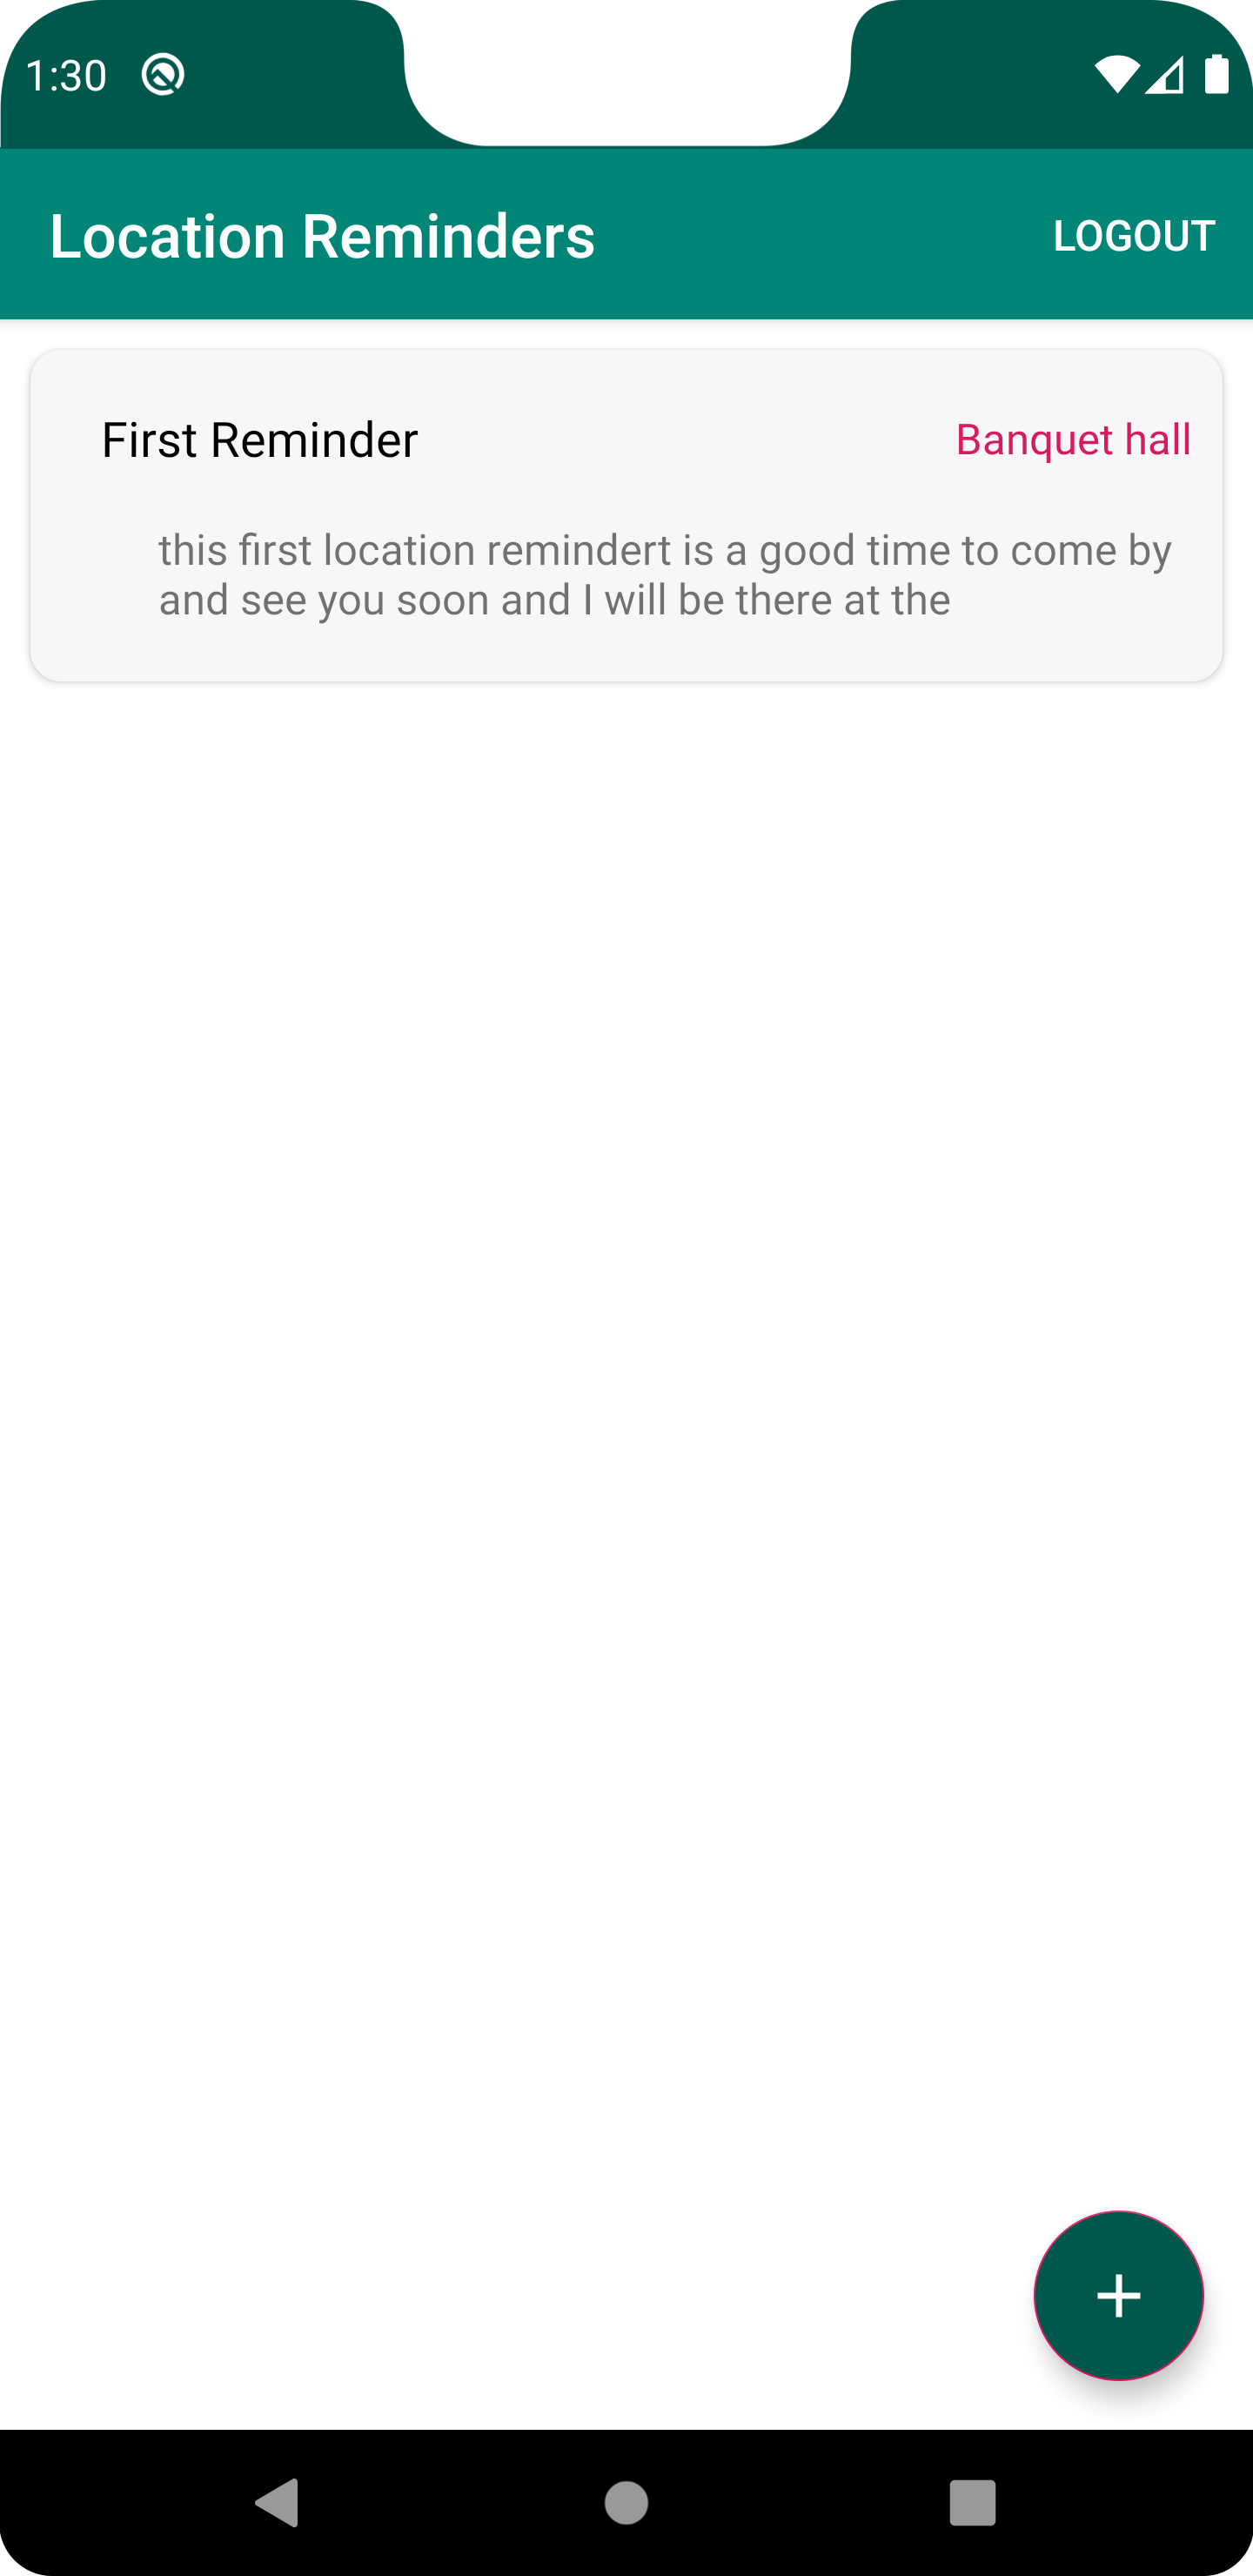 1:30
Location Reminders
LOGOUT
First Reminder
Banquet hall
this first location remindert is a good time to come by
and see you soon and I will be there at the